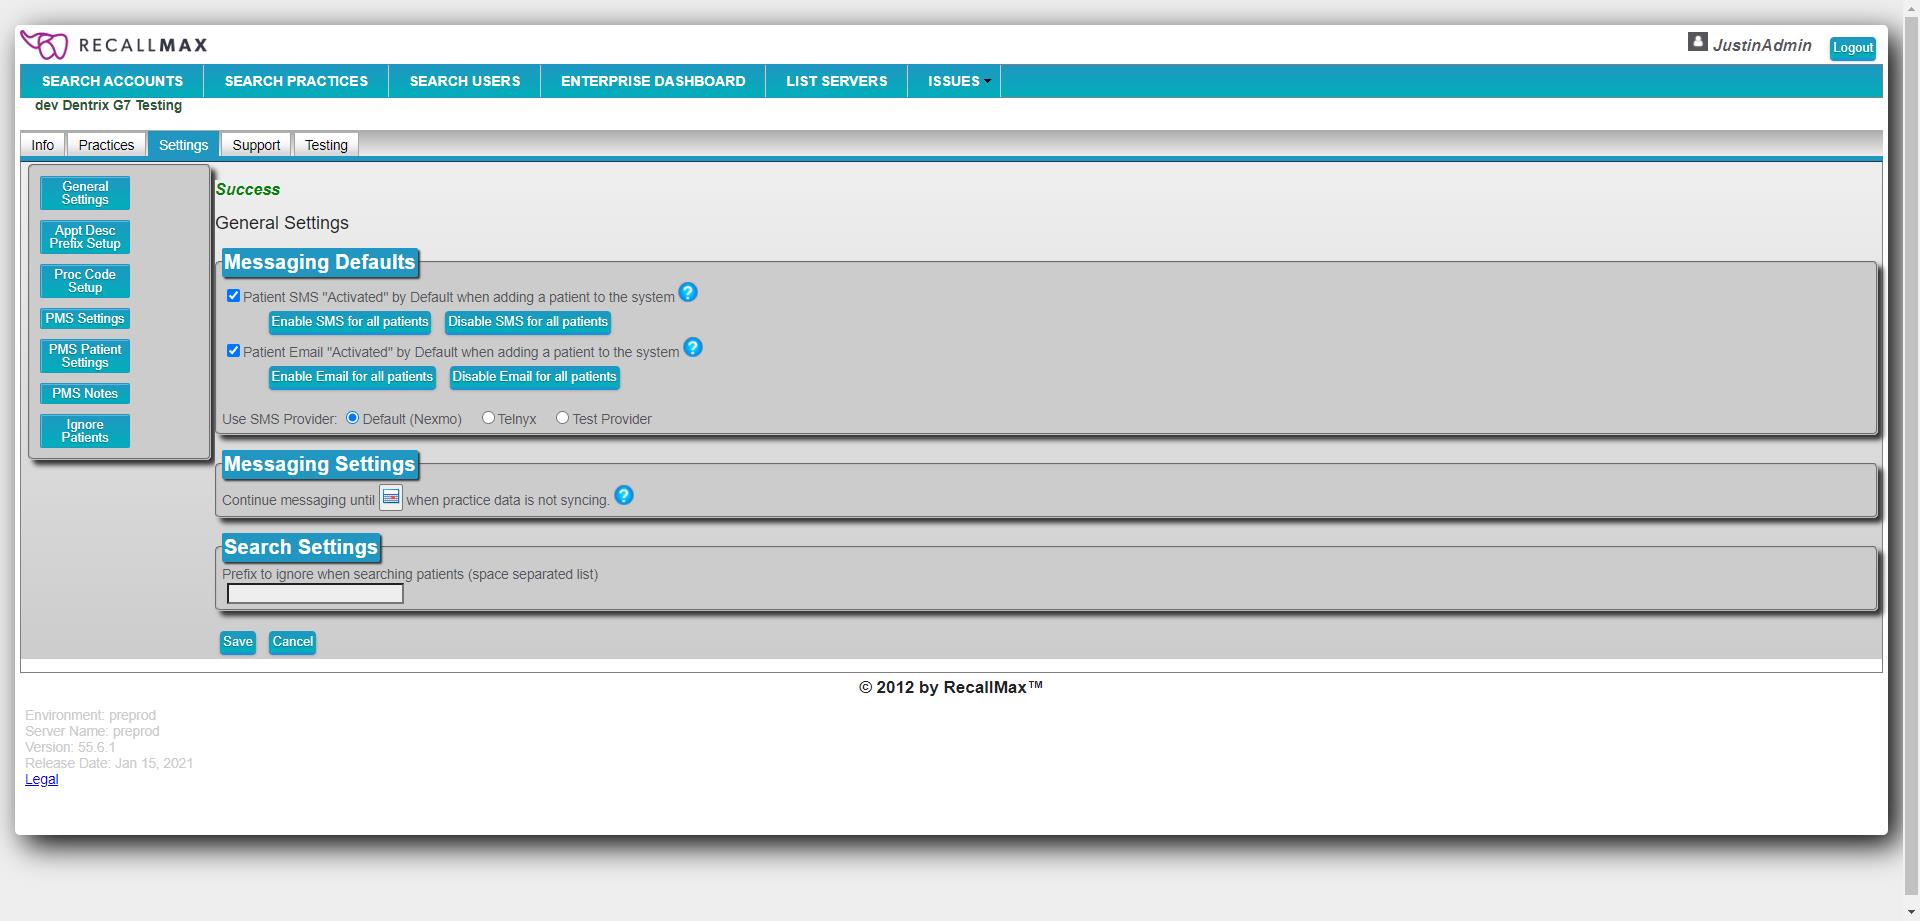 RECALLMAX
JustinAdmin
Logout
SEARCH ACCOUNTS SEARCH PRACTICES SEARCH USERS ENTERPRISE DASHBOARD LIST SERVERS ISSUES
dev Dentrix G7 Testing
Info Practices Settings Support Testing
General
Settings
Appt Desc
Prefix Setup
Proc Code
Setup
PMS Settings
PMS Patient
Settings
PMS Notes
Ignore
Patients
Success
General Settings
Messaging Defaults
Patient SMS "Activated" by Default when adding a patient to the system ?
Enable SMS for all patients Disable SMS for all patients
Patient Email "Activated" by Default when adding a patient to the system ?
Enable Email for all patients Disable Email for all patients
Use SMS Provider: Default (Nexmo) Telnyx Test Provider
Messaging Settings
Continue messaging until when practice data is not syncing. ?
Search Settings
Prefix to ignore when searching patients (space separated list)
Save Cancel
© 2012 by RecallMax™
Environment: preprod
Server Name: preprod
Version: 55.6.1
Release Date: Jan 15, 2021
Legal